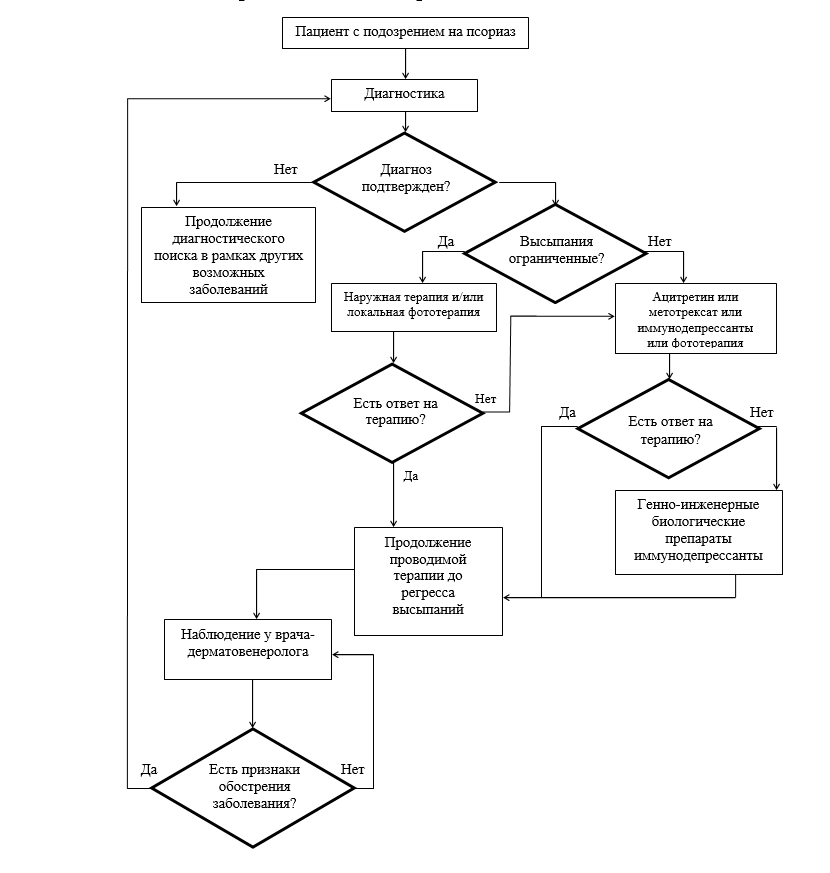 Пациент с подозрением на псориаз
Диагностика
Диагноз
подтвержден?
Нет
Продолжение
диагностического
поиска в рамках других
возможных
заболеваний
Высыпания
ограниченные?
Да
Нет
Наружная терапия и/или
локальная фототерапия
Ацитретин или
метотрексат или
иммунодепрессанты
или фототерапия
Есть ответ на
терапию?
Нет
Да
Есть ответ на
терапию?
Да
Нет
Генно-инженерные
биологические
препараты
иммунодепрессанты
Продолжение
проводимой
терапии до
регресса
высыпаний
Наблюдение у врача-
дерматовенеролога
Есть признаки
обострения
заболевания?
Да
Нет